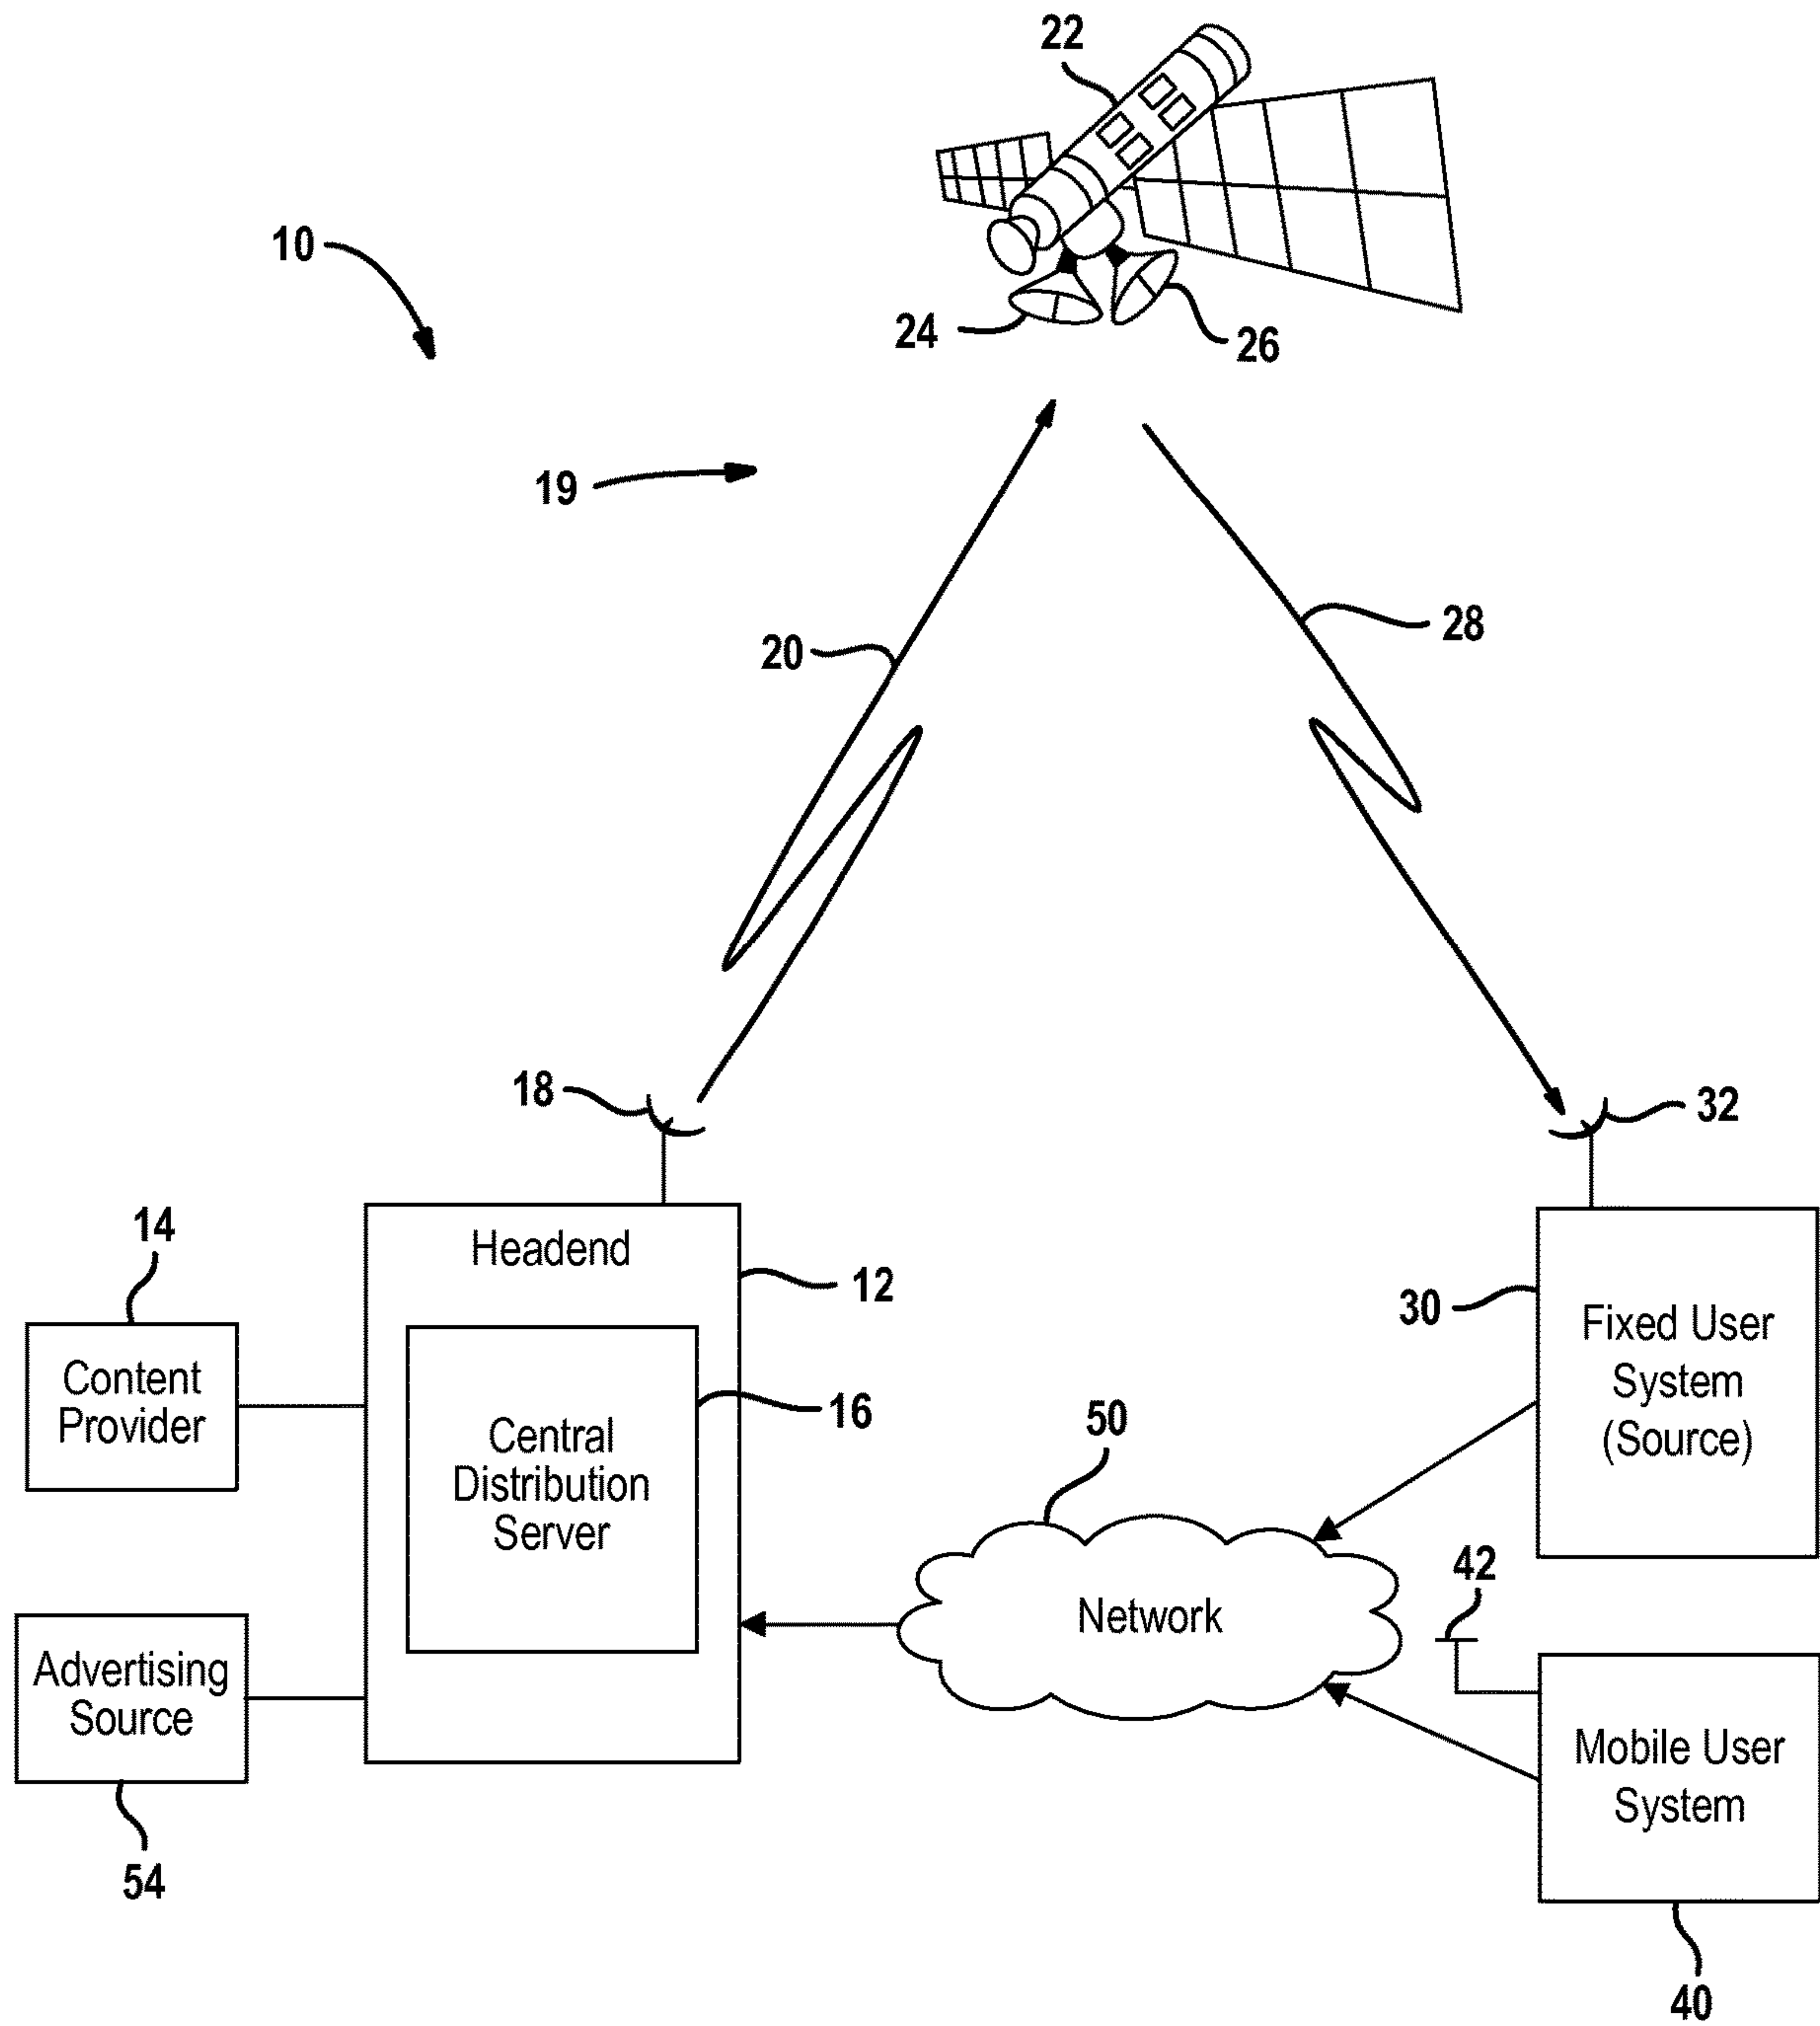 22
10
24
26
19
28
20
18
32
14
Headend
12
30
Fixed User
System
(Source)
Content
Provider
16
Central
Distribution
Server
50
42
Network
Advertising
Source
Mobile User
System
54
40